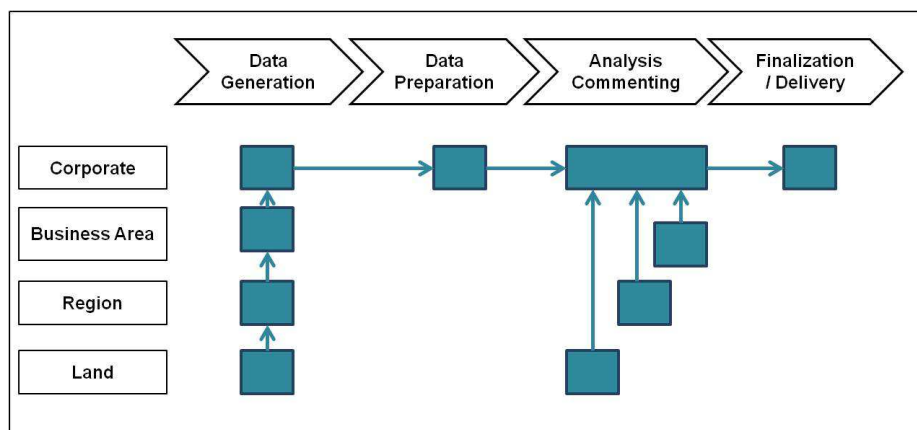 Data
Generation
Data
Preparation
Analysis
Commenting
Finalization
/ Delivery
Corporate
Business Area
Region
Land